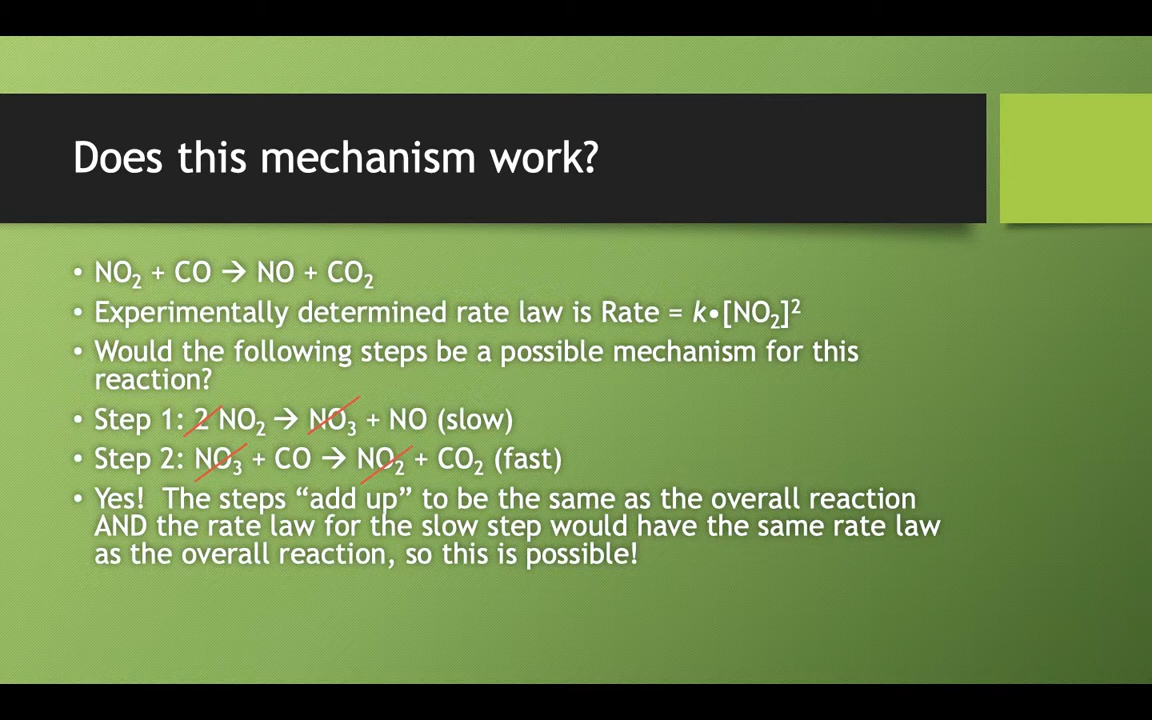 Does this mechanism work?
• NO₂ + CO → NO + CO₂
• Experimentally determined rate law is Rate = k•[NO₂]²
• Would the following steps be a possible mechanism for this
reaction?
• Step 1: 2 NO₂ → NO₃ + NO (slow)
• Step 2: NO₃ + CO → NO₂ + CO₂ (fast)
• Yes!  The steps “add up” to be the same as the overall reaction
AND the rate law for the slow step would have the same rate law
as the overall reaction, so this is possible!